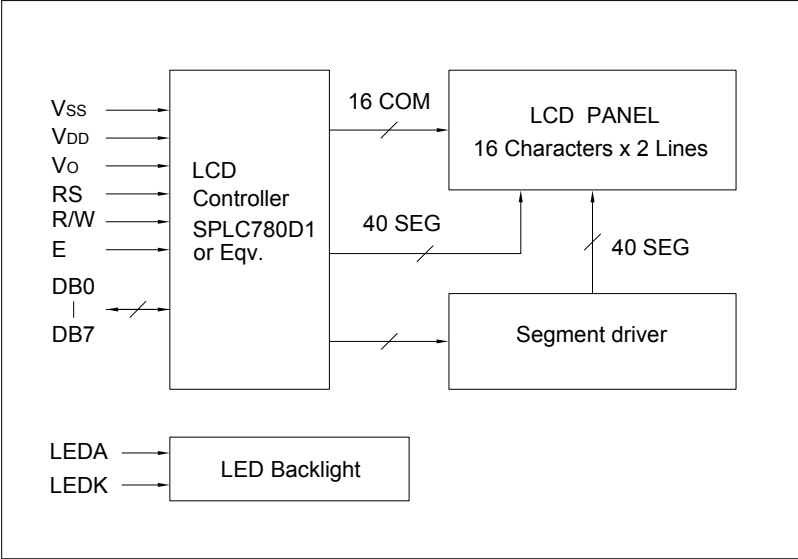 Vss
VDD
Vo
RS
R/W
E
DB0
DB7
LCD
Controller
SPLC780D1
or Eqv.
16 COM
40 SEG
LCD PANEL
16 Characters x 2 Lines
40 SEG
Segment driver
LEDA
LEDK
LED Backlight